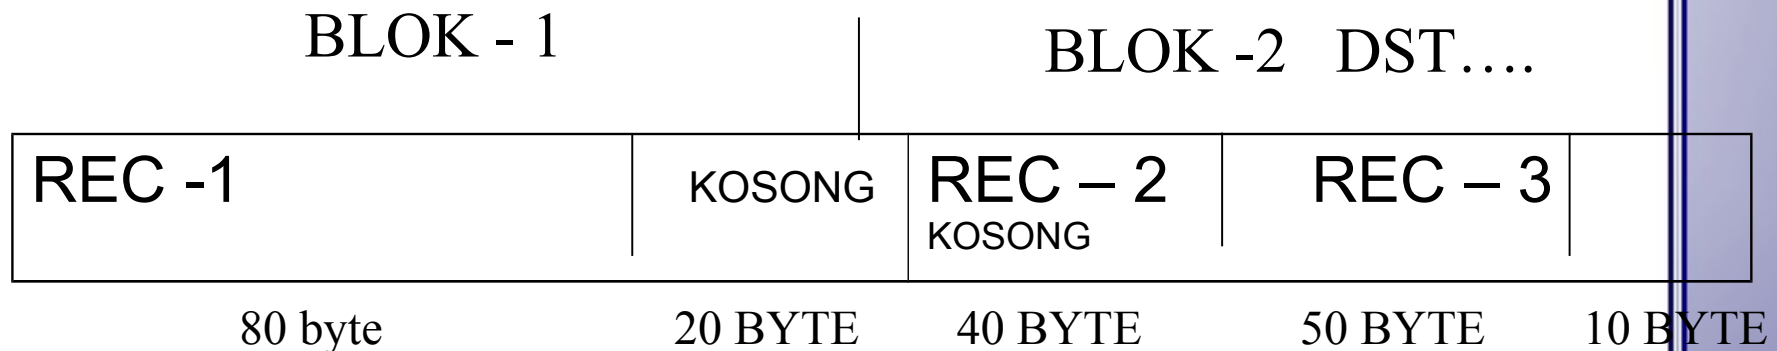 BLOK - 1
BLOK -2 DST....
REC -1
KOSONG
REC – 2
REC – 3
KOSONG
80 byte
20 BYTE
40 BYTE
50 BYTE
10 BYTE